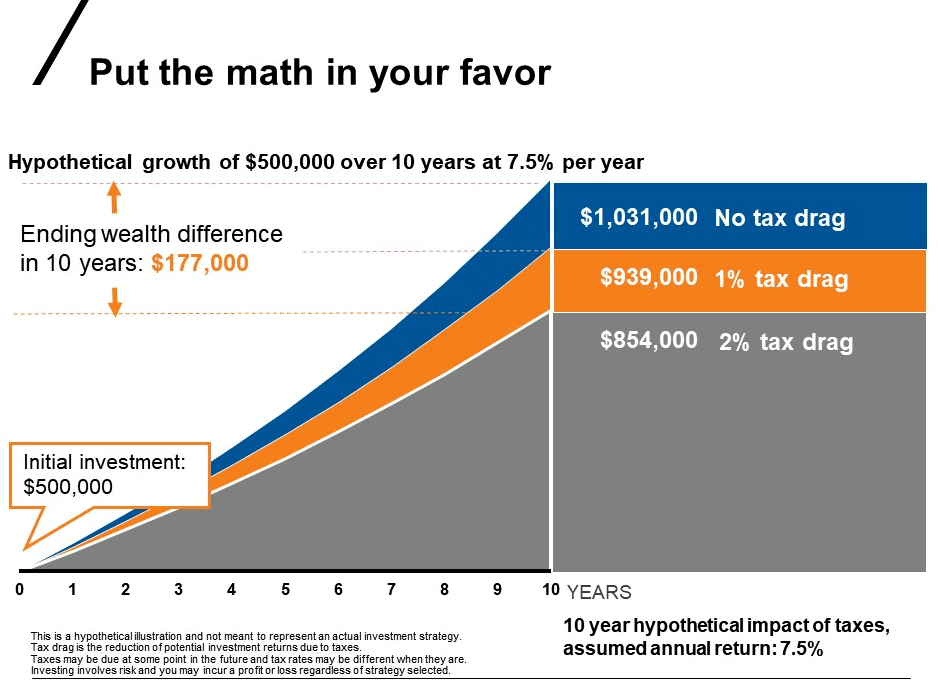 Put the math in your favor
Hypothetical growth of $500,000 over 10 years at 7.5% per year
Ending wealth difference
in 10 years: $177,000
$1,031,000 No tax drag
$939,000 1% tax drag
$854,000 2% tax drag
Initial investment:
$500,000
0 1 2 3 4 5 6 7 8 9 10 YEARS
10 year hypothetical impact of taxes,
assumed annual return: 7.5%
This is a hypothetical illustration and not meant to represent an actual investment strategy.
Tax drag is the reduction of potential investment returns due to taxes.
Taxes may be due at some point in the future and tax rates may be different when they are.
Investing involves risk and you may incur a profit or loss regardless of strategy selected.